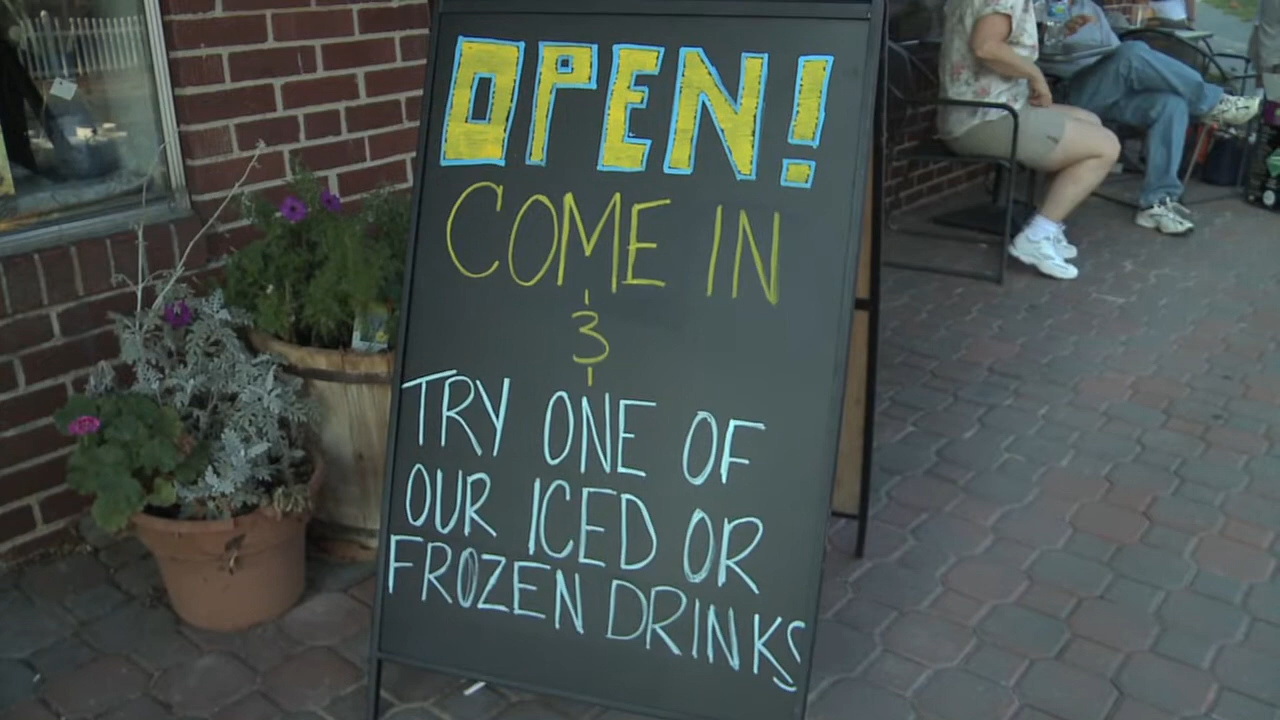 OPEN!
COME IN
&
TRY ONE OF
OUR ICED OR
FROZEN DRINKS